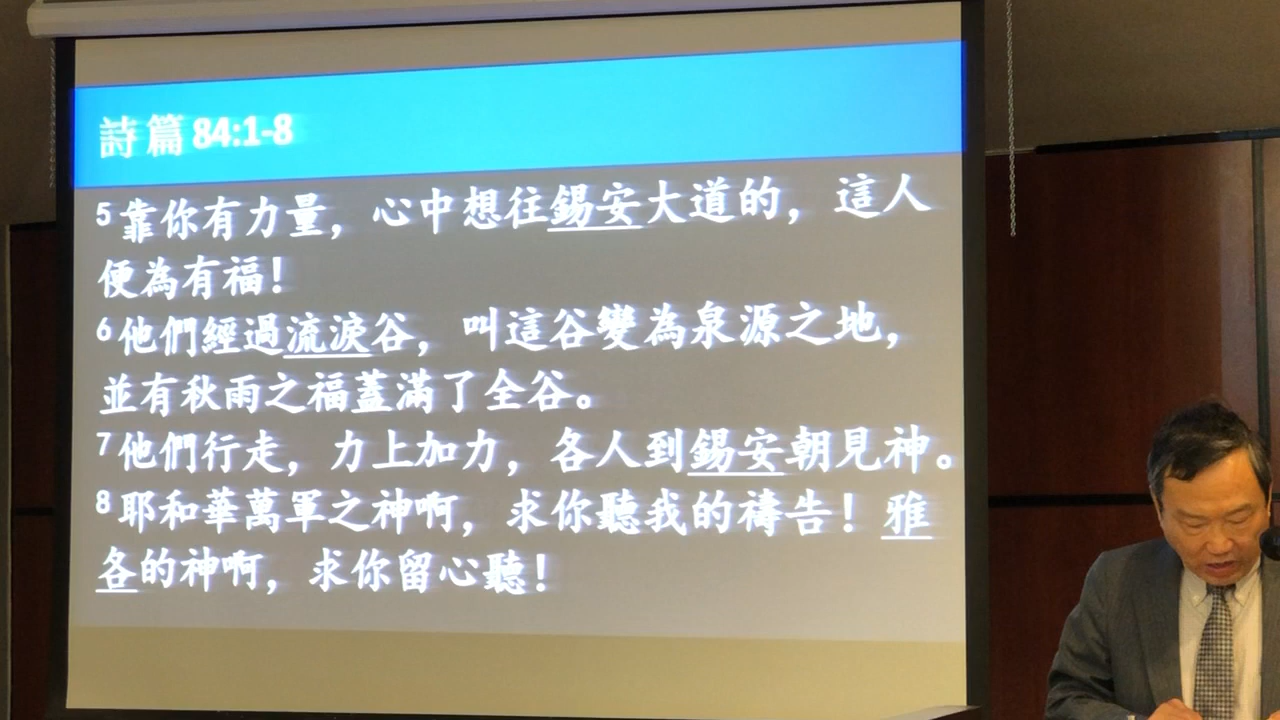 詩篇 84:1-8
5 靠你有力量，心中想往錫安大道的，這人
便為有福！
6 他們經過流淚谷，叫這谷變為泉源之地，
並有秋雨之福蓋滿了全谷。
7 他們行走，力上加力，各人到錫安朝見神。
8 耶和華萬軍之神啊，求你聽我的禱告！雅
各的神啊，求你留心聽！